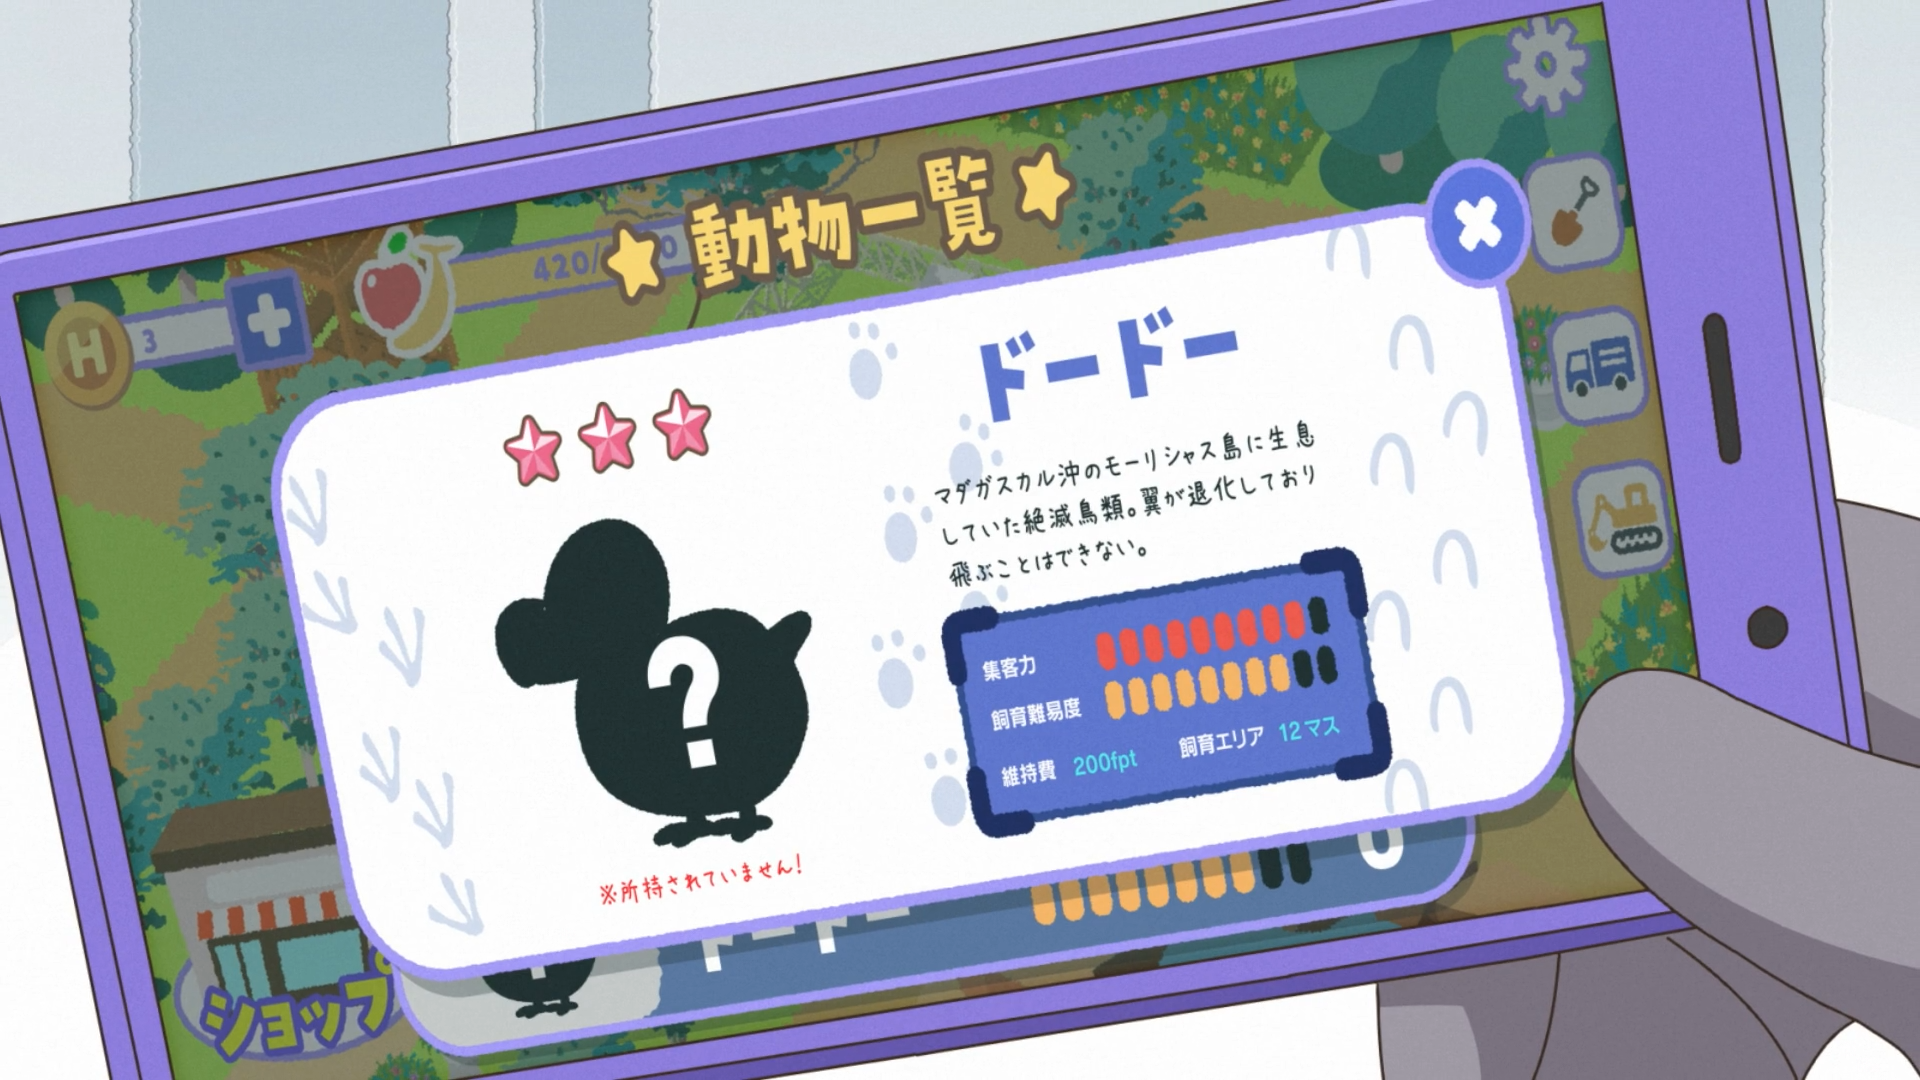 動物一覧
420/
H
3
ドードー
マダガスカル沖のモーリシャス島に生息
していた絶滅鳥類。翼が退化しており
飛ぶことはできない。
?
集客力
飼育難易度
維持費 200fpt 飼育エリア 12マス
※所持されていません!
ドードー
ショップ